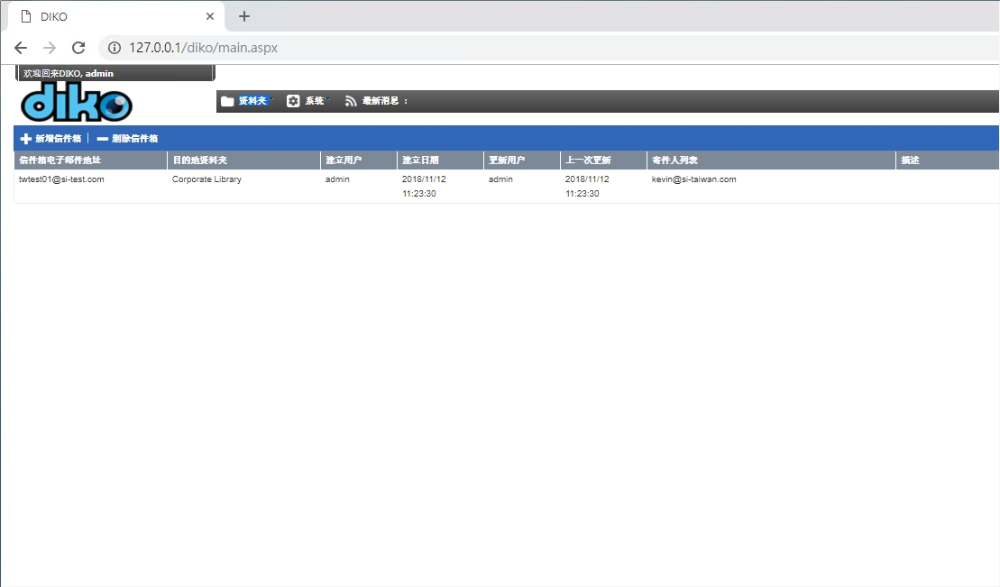 DIKO
127.0.0.1/diko/main.aspx
欢迎回来DIKO, admin
diko
资料夹 系统 最新消息 :
新增信件箱 删除信件箱
信件箱电子邮件地址 目的地资料夹 建立用户 建立日期 更新用户 上一次更新 寄件人列表 描述
twtest01@si-test.com Corporate Library admin 2018/11/12 admin 2018/11/12 kevin@si-taiwan.com
11:23:30 11:23:30